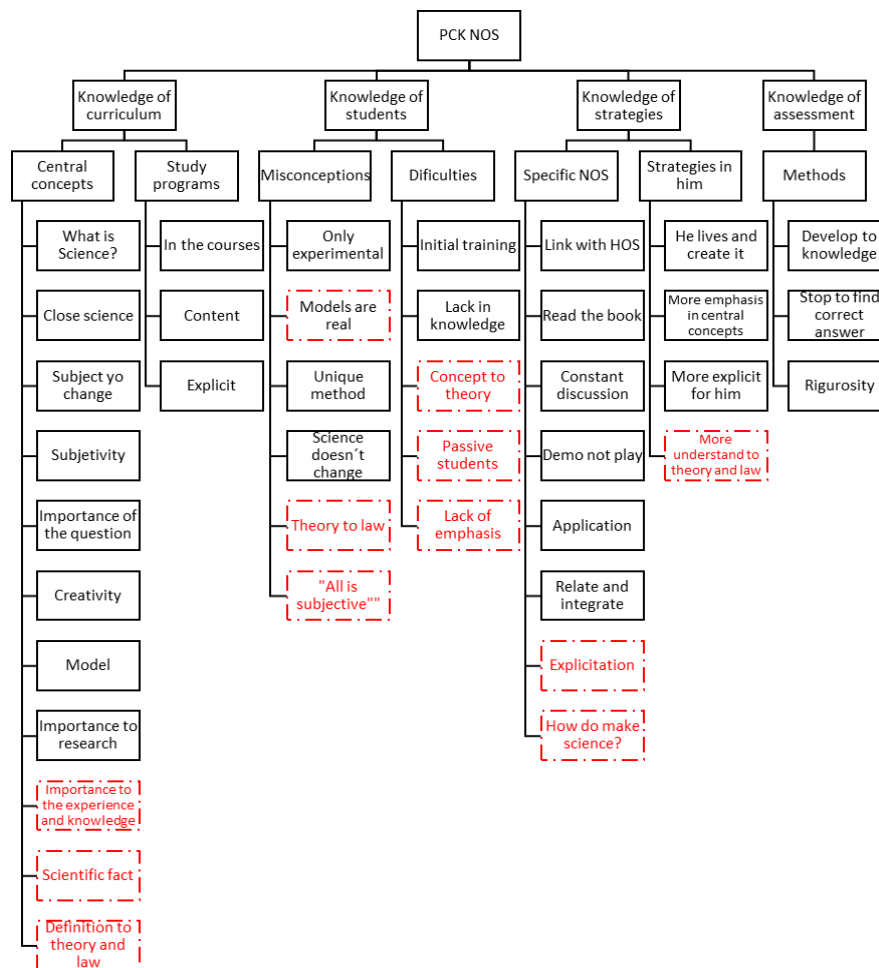 PCK NOS
Knowledge of
curriculum
Knowledge of
students
Knowledge of
strategies
Knowledge of
assessment
Central
concepts
Study
programs
Misconceptions
Dificulties
Specific NOS
Strategies in
him
Methods
What is
Science?
Close science
Subject yo
change
Subjetivity
Importance of
the question
Creativity
Model
Importance to
research
Importance to
the experience
and knowledge
Scientific fact
Definition to
theory and
law
In the courses
Content
Explicit
Only
experimental
Models are
real
Unique
method
Science
doesn´t
change
Theory to law
"All is
subjective""
Initial training
Lack in
knowledge
Concept to
theory
Passive
students
Lack of
emphasis
Link with HOS
Read the book
Constant
discussion
Demo not play
Application
Relate and
integrate
Explicitation
How do make
science?
He lives and
create it
More emphasis
in central
concepts
More explicit
for him
More
understand to
theory and law
Develop to
knowledge
Stop to find
correct
answer
Rigurosity